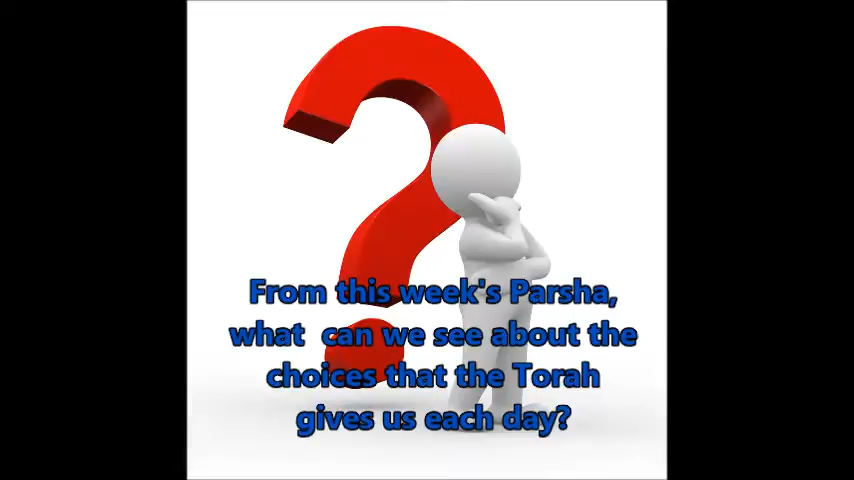 From this week's Parsha,
what  can we see about the
choices that the Torah
gives us each day?